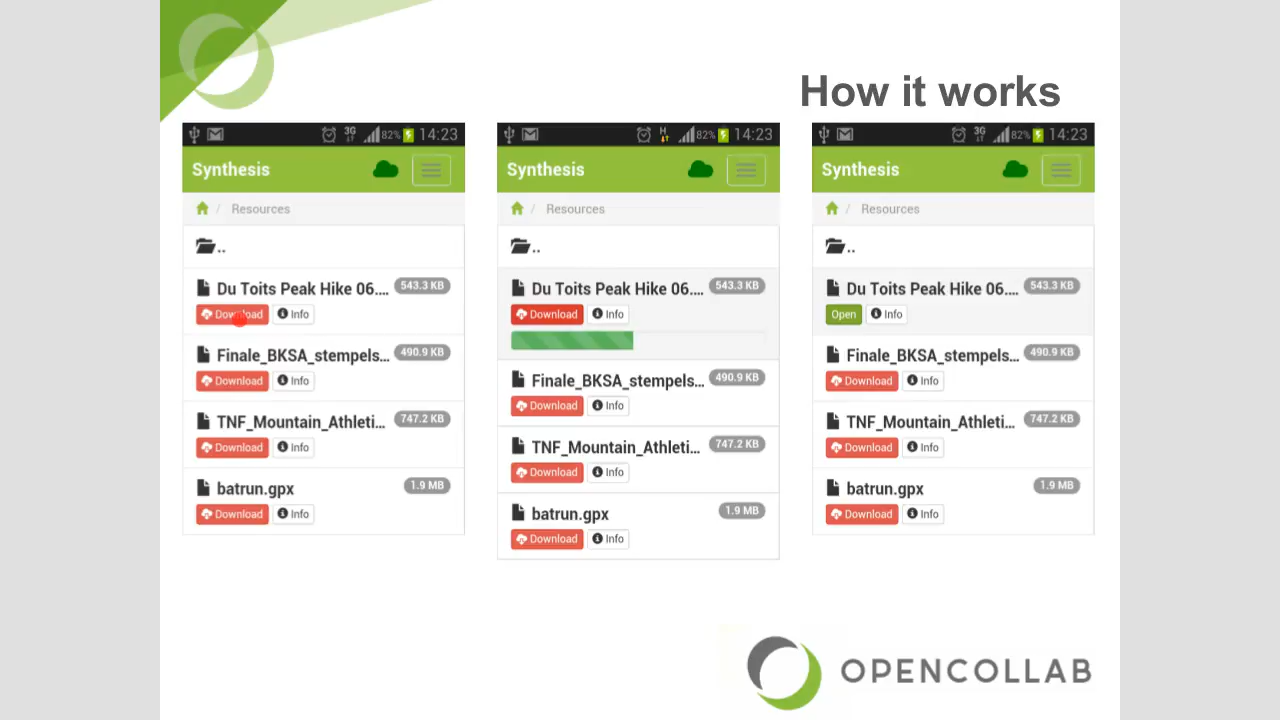 How it works
3G 82% 14:23
Synthesis
/ Resources
..
Du Toits Peak Hike 06.... 543.3 KB
Download Info
Finale_BKSA_stempels... 490.9 KB
Download Info
TNF_Mountain_Athleti... 747.2 KB
Download Info
batrun.gpx 1.9 MB
Download Info
H 82% 14:23
Synthesis
/ Resources
..
Du Toits Peak Hike 06.... 543.3 KB
Download Info
Finale_BKSA_stempels... 490.9 KB
Download Info
TNF_Mountain_Athleti... 747.2 KB
Download Info
batrun.gpx 1.9 MB
Download Info
3G 82% 14:23
Synthesis
/ Resources
..
Du Toits Peak Hike 06.... 543.3 KB
Open Info
Finale_BKSA_stempels... 490.9 KB
Download Info
TNF_Mountain_Athleti... 747.2 KB
Download Info
batrun.gpx 1.9 MB
Download Info
OPENCOLLAB